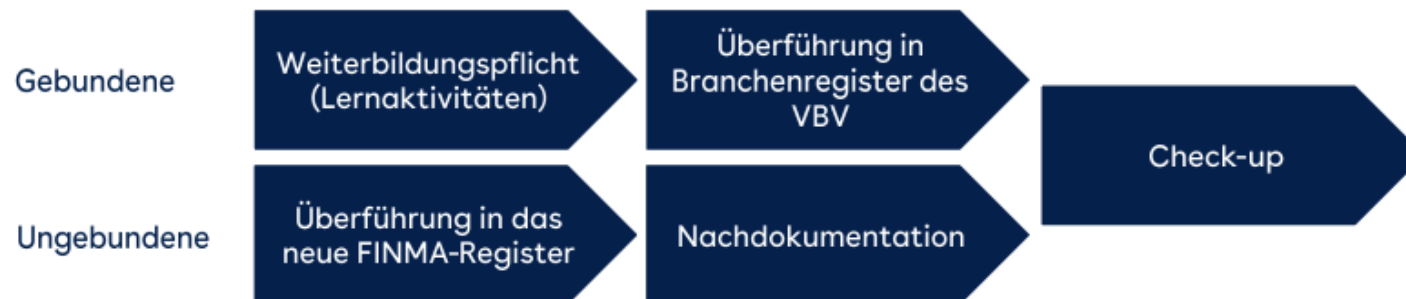 Gebundene
Weiterbildungspflicht
(Lernaktivitäten)
Überführung in
Branchenregister des
VBV
Check-up
Ungebundene
Überführung in das
neue FINMA-Register
Nachdokumentation